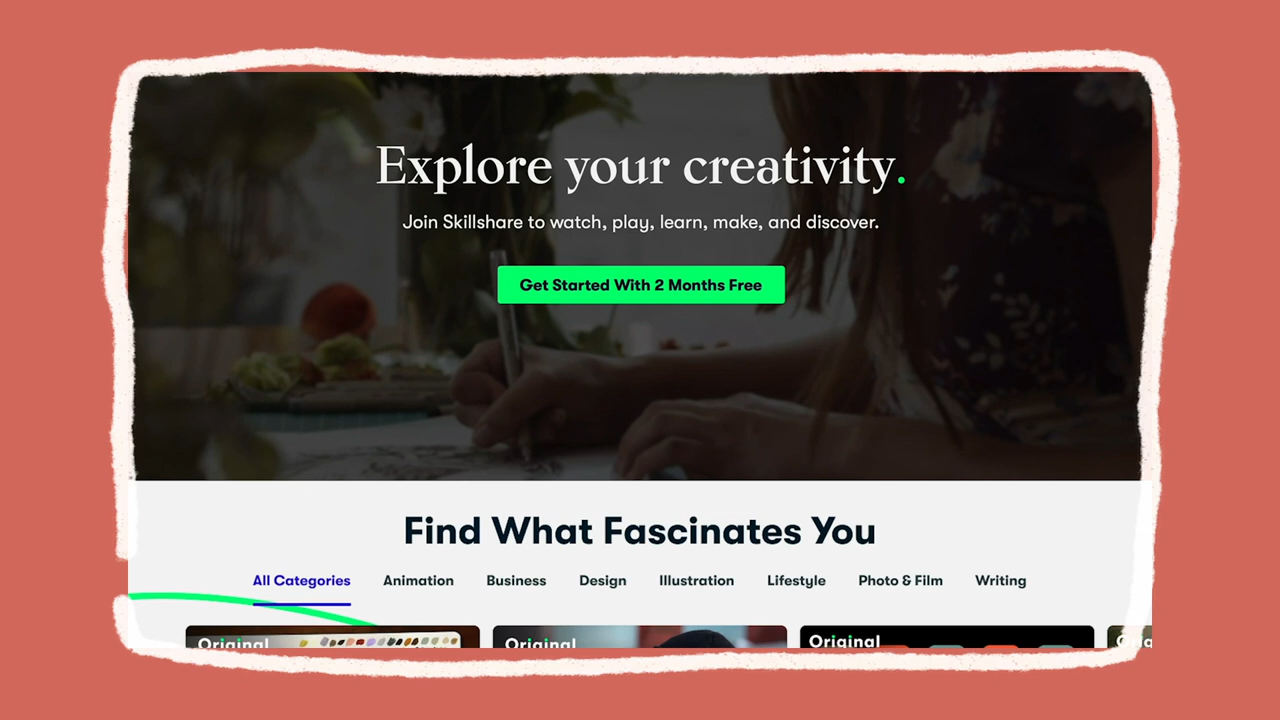 Explore your creativity.
Join Skillshare to watch, play, learn, make, and discover.
Get Started With 2 Months Free
Find What Fascinates You
All Categories Animation Business Design Illustration Lifestyle Photo & Film Writing
Original Original Original